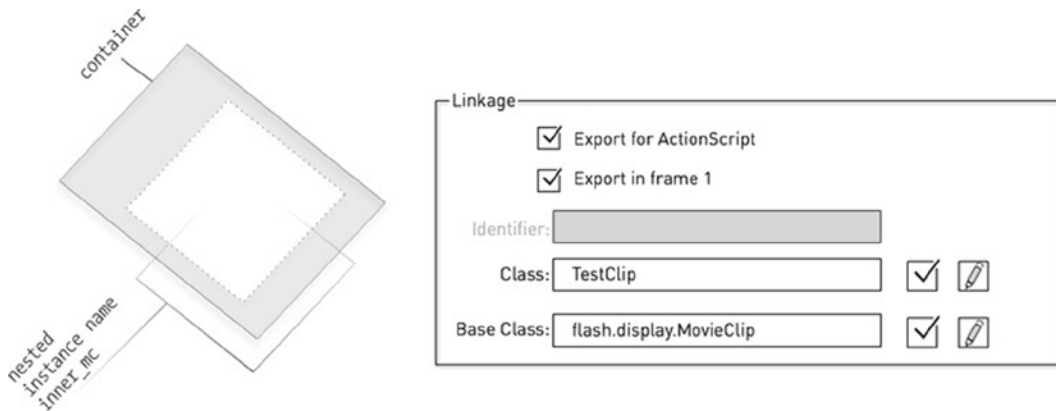 container
nested
instance name
inner_mc
Linkage
Export for ActionScript
Export in frame 1
Identifier:
Class: TestClip
Base Class: flash.display.MovieClip